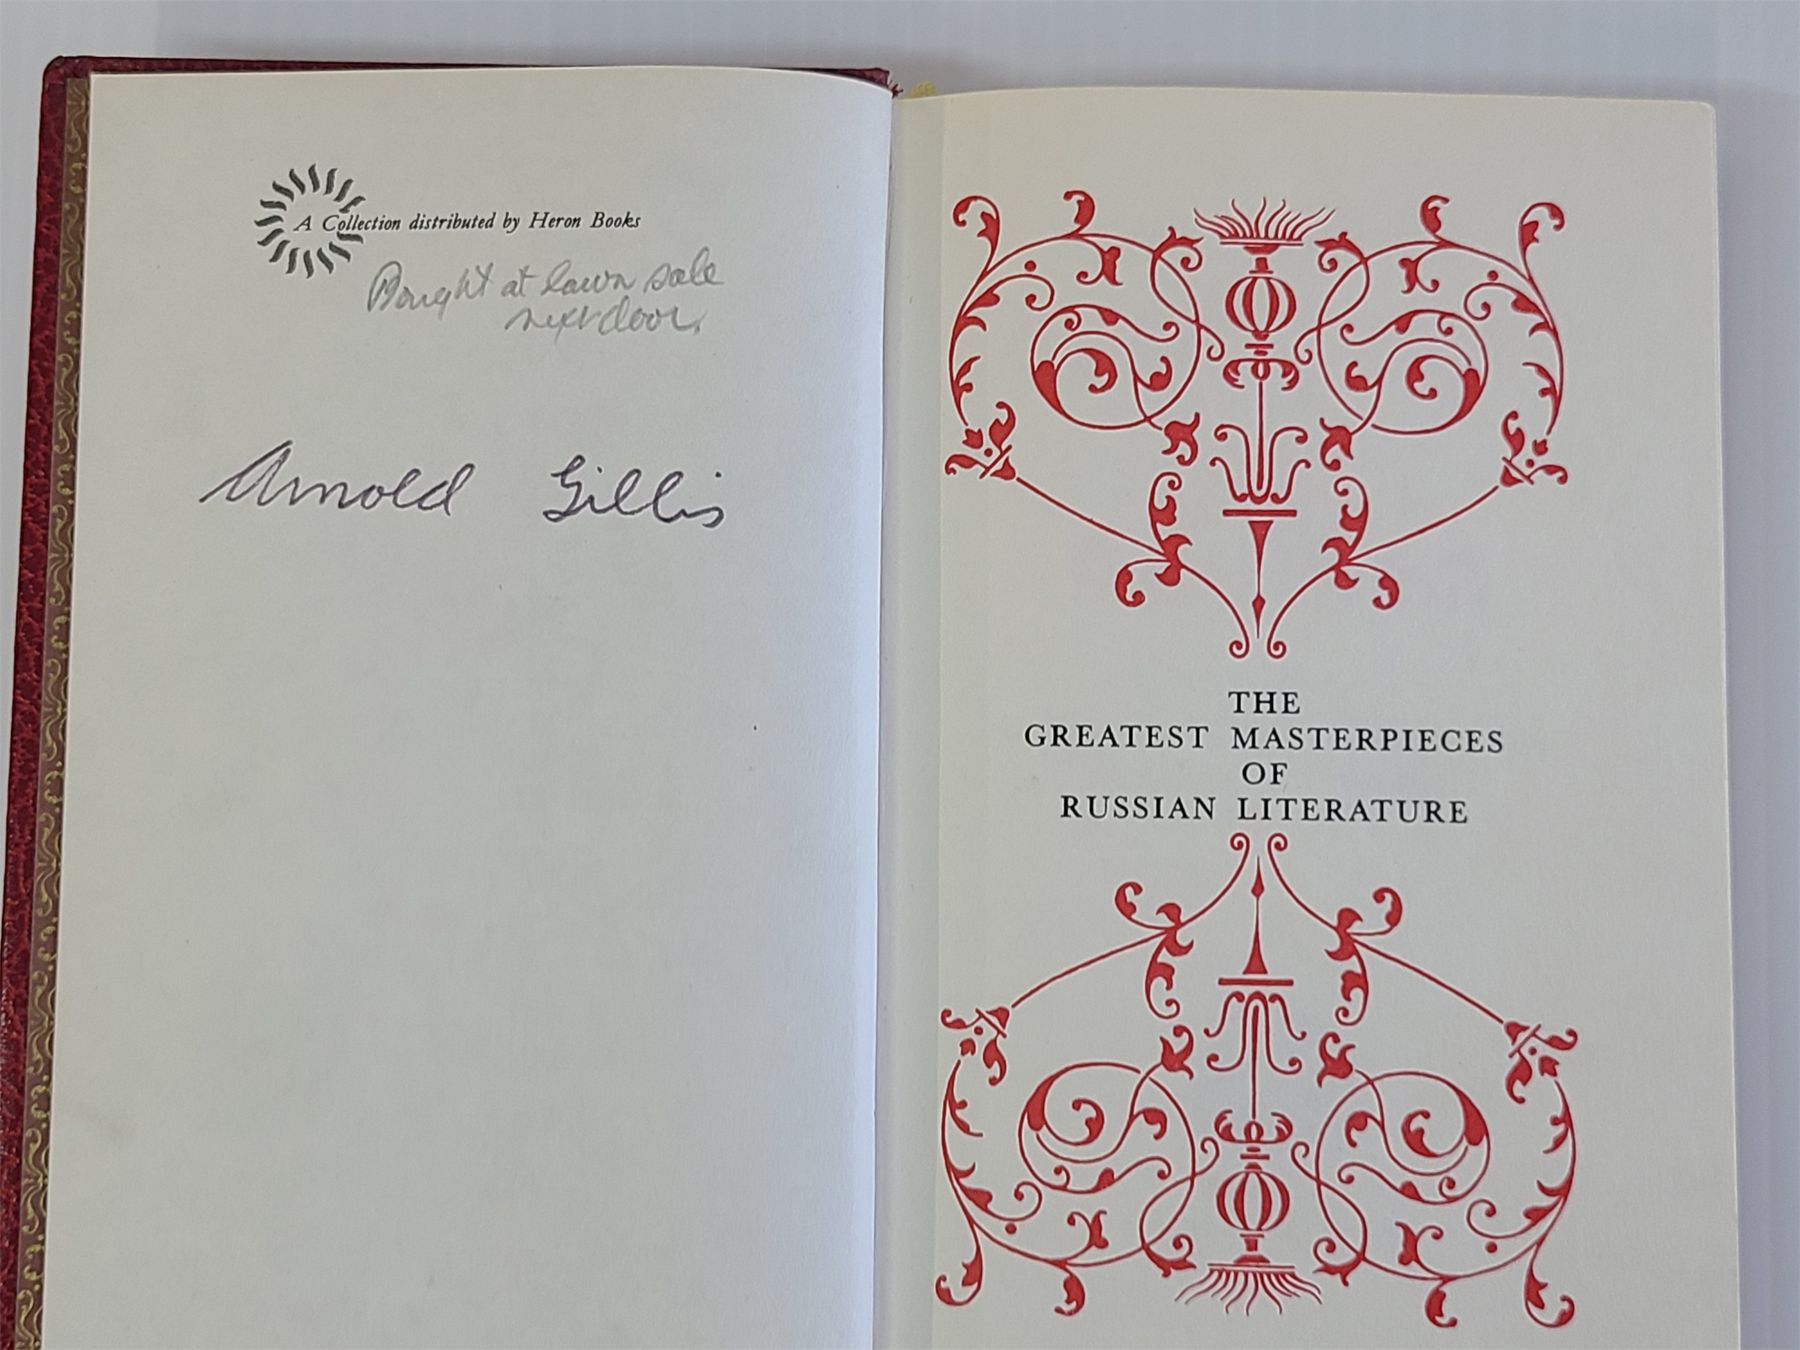 A Collection distributed by Heron Books
Bought at lawn sale
next door.
Arnold Gillis
THE
GREATEST MASTERPIECES
OF
RUSSIAN LITERATURE